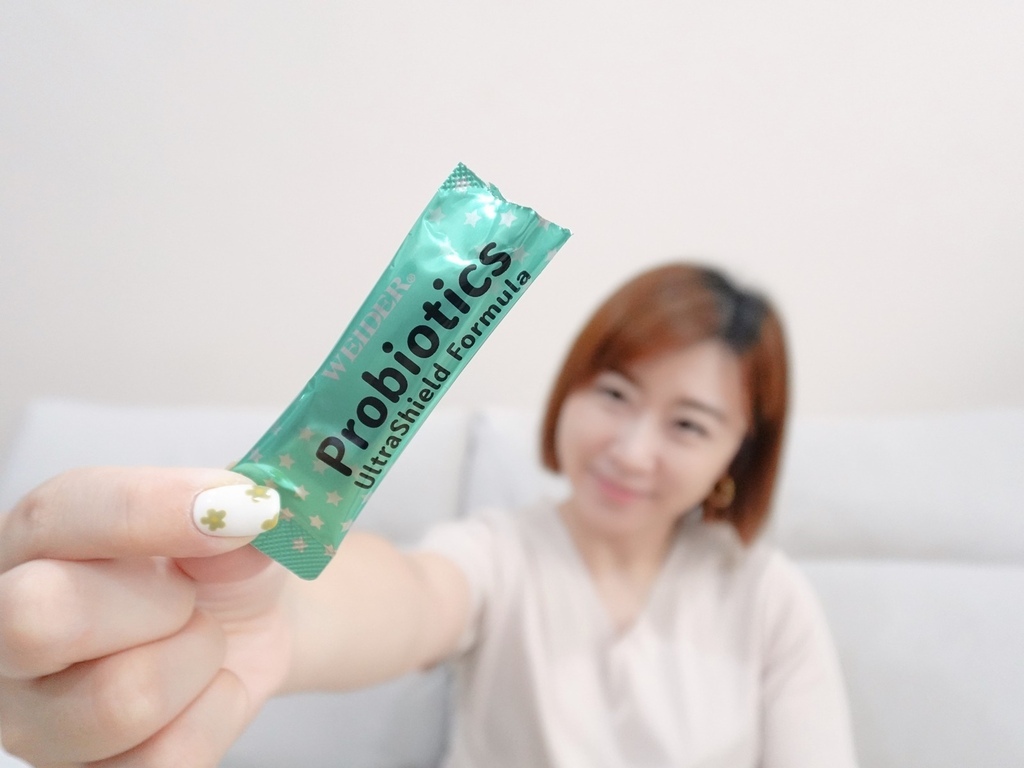 WEIDER®
Probiotics
UltraShield Formula